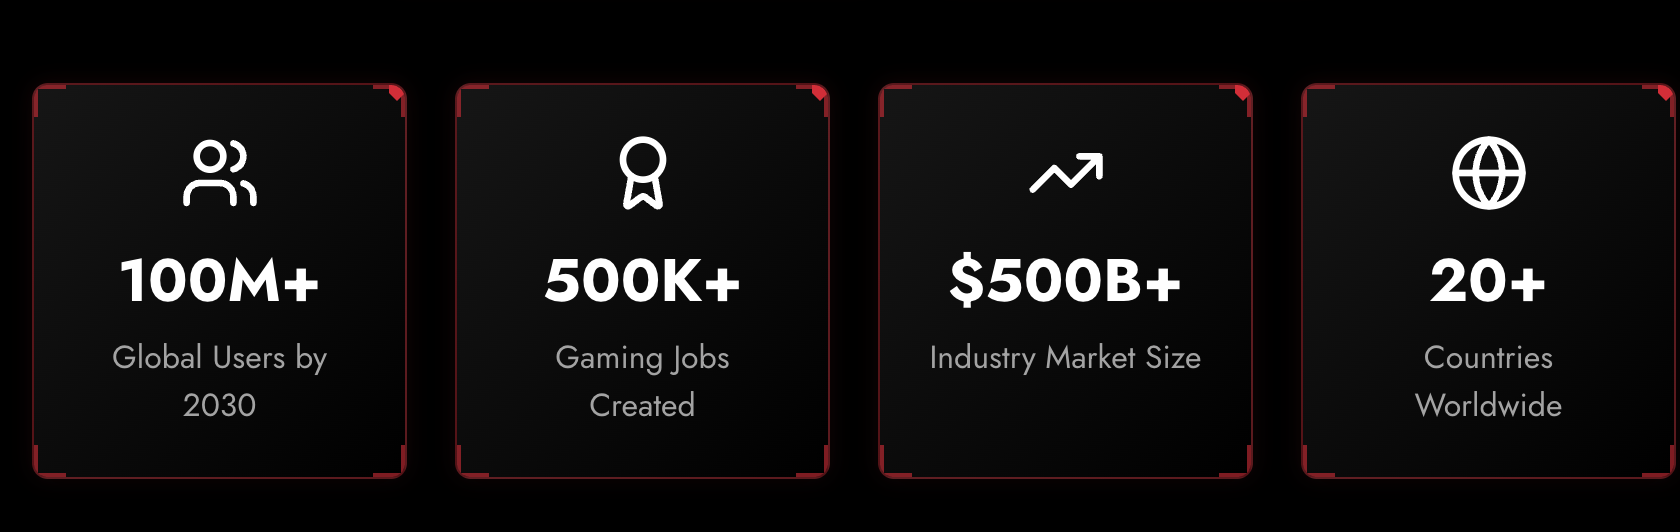 100M+
Global Users by
2030
500K+
Gaming Jobs
Created
$500B+
Industry Market Size
20+
Countries
Worldwide